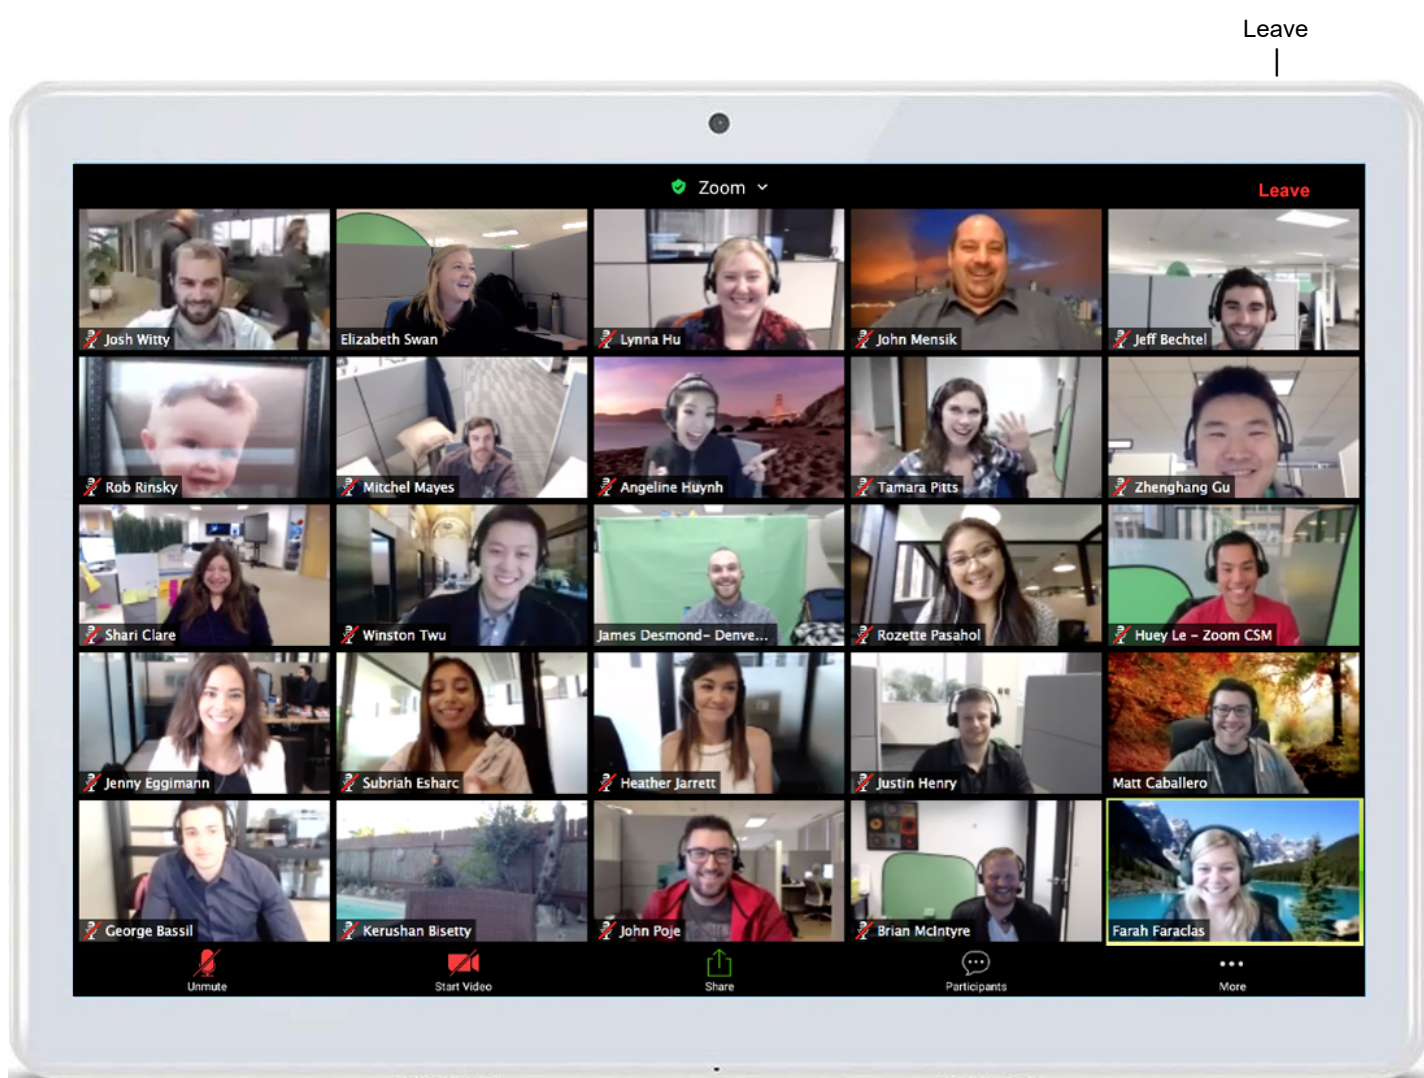 Leave
Zoom
Leave
Josh Witty
Elizabeth Swan
Lynna Hu
John Mensik
Jeff Bechtel
Rob Rinsky
Mitchel Mayes
Angeline Huynh
Tamara Pitts
Zhenghang Gu
Shari Clare
Winston Twu
James Desmond- Denve...
Rozette Pasahol
Huey Le - Zoom CSM
Jenny Eggimann
Subriah Esharc
Heather Jarrett
Justin Henry
Matt Caballero
George Bassil
Kerushan Bisetty
John Poje
Brian McIntyre
Farah Faraclas
Unmute
Start Video
Share
Participants
More